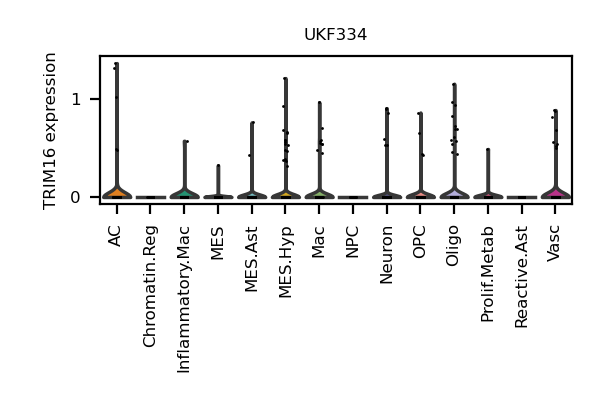 UKF334
TRIM16 expression
1
0
AC
Chromatin.Reg
Inflammatory.Mac
MES
MES.Ast
MES.Hyp
Mac
NPC
Neuron
OPC
Oligo
Prolif.Metab
Reactive.Ast
Vasc